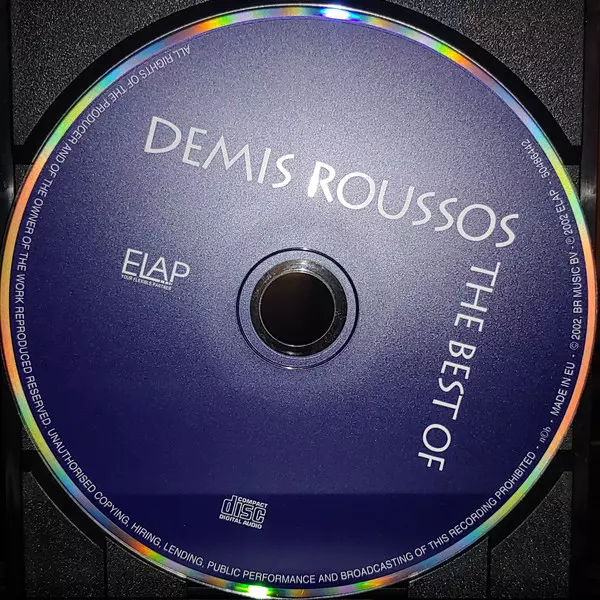 DEMIS ROUSSOS
THE BEST OF
ELAP
YOUR FLEXIBLE PARTNER
COMPACT
disc
DIGITAL AUDIO
ALL RIGHTS OF THE PRODUCER AND OF THE OWNER OF THE WORK REPRODUCED RESERVED. UNAUTHORISED COPYING, HIRING, LENDING, PUBLIC PERFORMANCE AND BROADCASTING OF THIS RECORDING PROHIBITED - n©b - MADE IN EU - © 2002. BR MUSIC BV - ℗ 2002 ELAP - 50486442